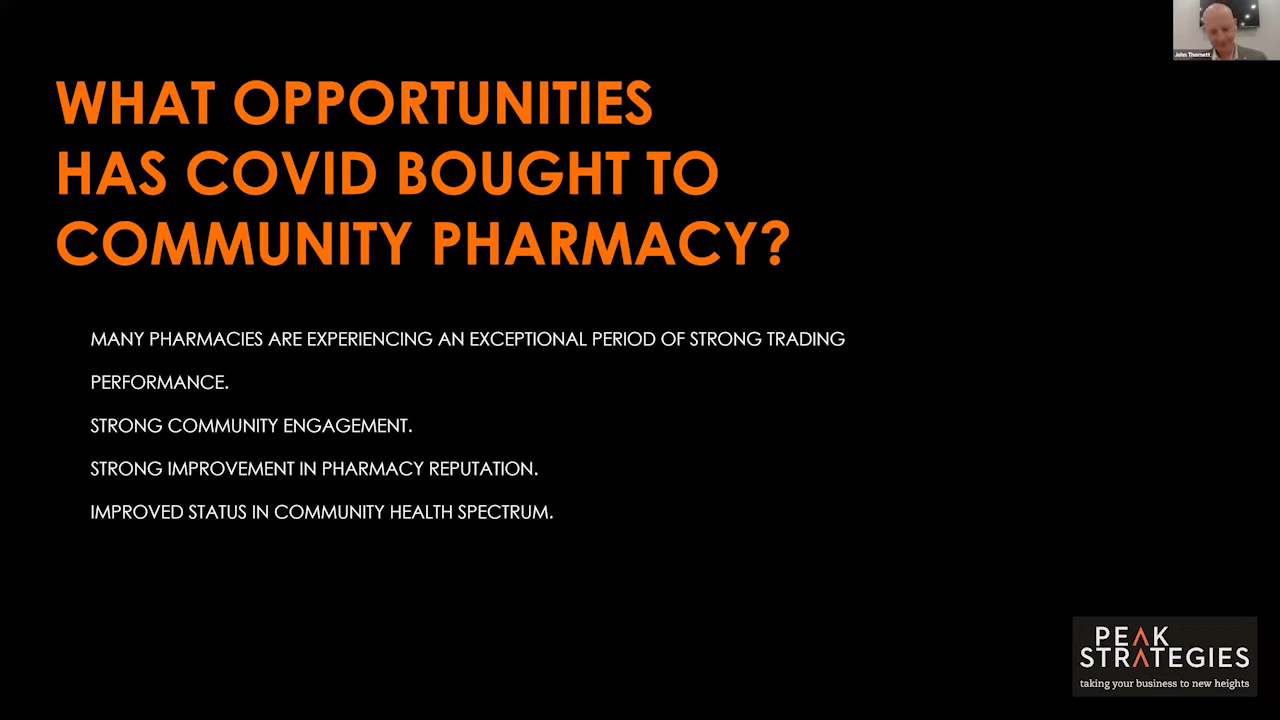 John Thornett
WHAT OPPORTUNITIES
HAS COVID BOUGHT TO
COMMUNITY PHARMACY?
MANY PHARMACIES ARE EXPERIENCING AN EXCEPTIONAL PERIOD OF STRONG TRADING
PERFORMANCE.
STRONG COMMUNITY ENGAGEMENT.
STRONG IMPROVEMENT IN PHARMACY REPUTATION.
IMPROVED STATUS IN COMMUNITY HEALTH SPECTRUM.
PEAK
STRATEGIES
taking your business to new heights